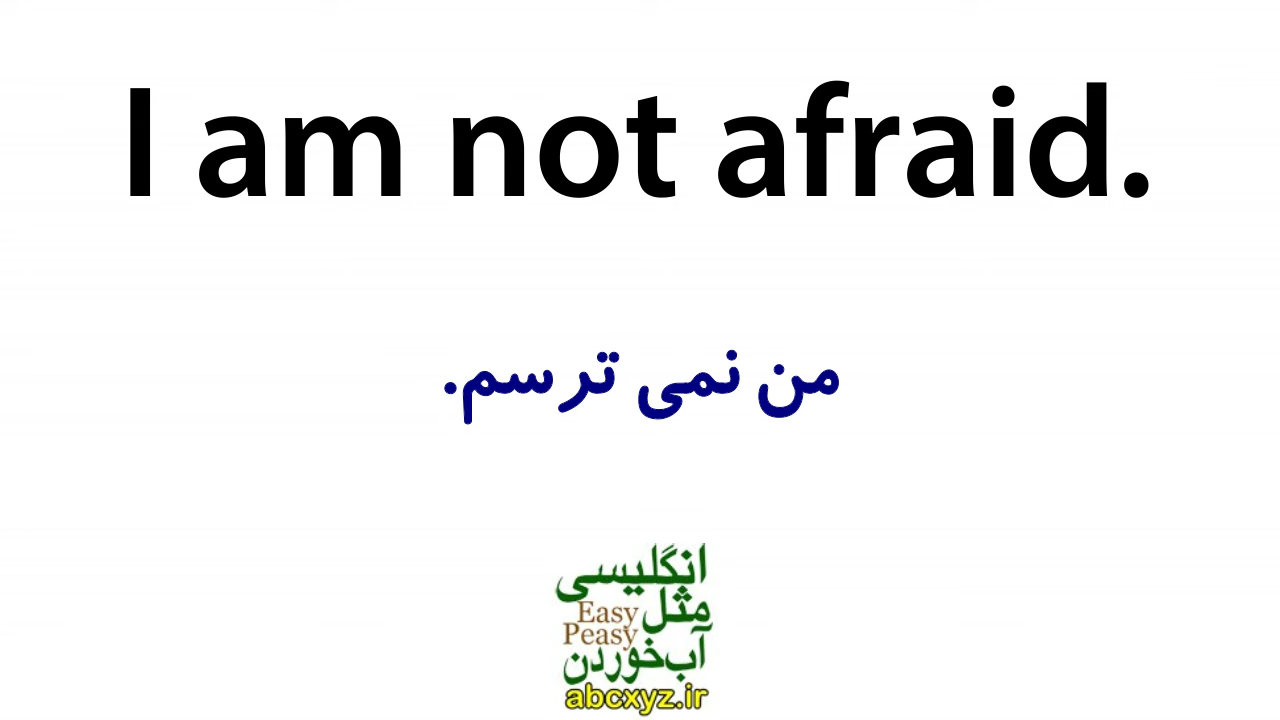 I am not afraid.
من نمی ترسم.
انگلیسی
مثل
Easy
Peasy
آب‌خوردن
abcxyz.ir